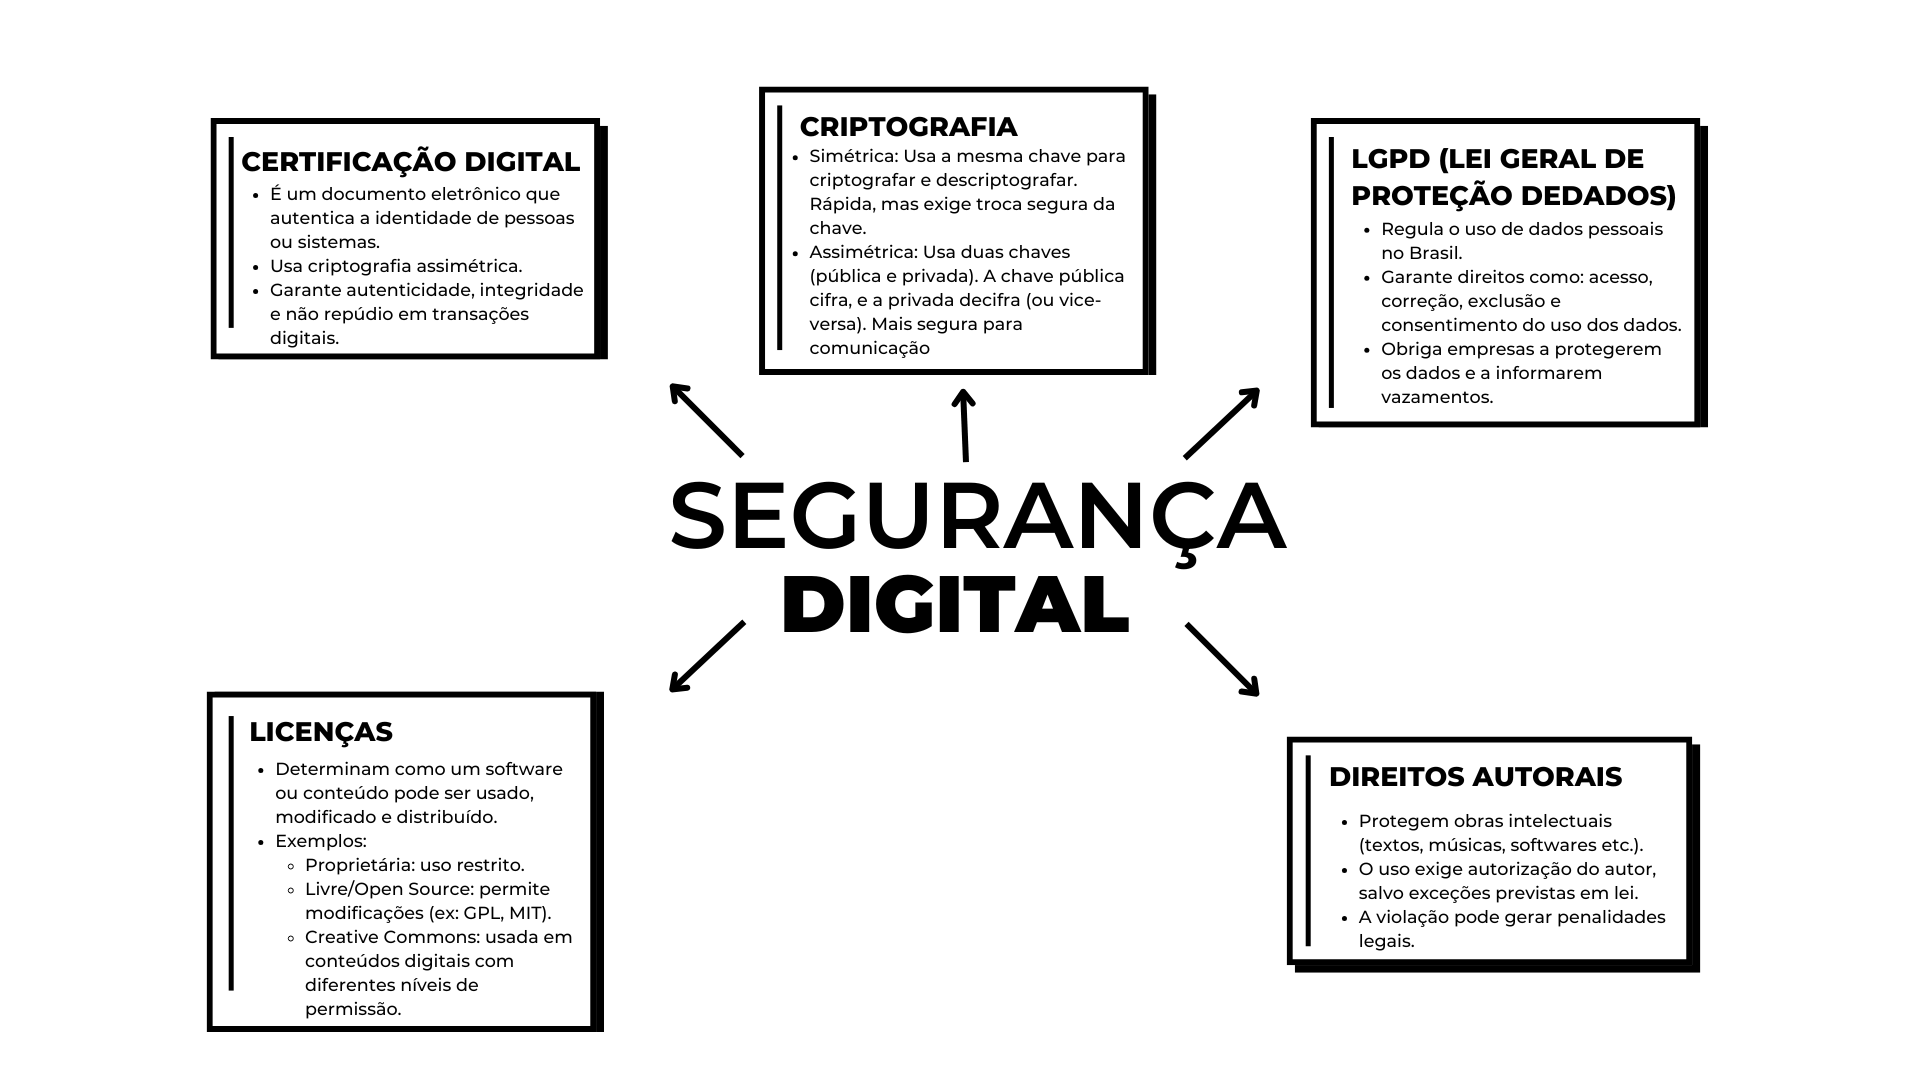 CERTIFICAÇÃO DIGITAL
• É um documento eletrônico que
autentica a identidade de pessoas
ou sistemas.
• Usa criptografia assimétrica.
• Garante autenticidade, integridade
e não repúdio em transações
digitais.
CRIPTOGRAFIA
• Simétrica: Usa a mesma chave para
criptografar e descriptografar.
Rápida, mas exige troca segura da
chave.
• Assimétrica: Usa duas chaves
(pública e privada). A chave pública
cifra, e a privada decifra (ou vice-
versa). Mais segura para
comunicação
LGPD (LEI GERAL DE
PROTEÇÃO DEDADOS)
• Regula o uso de dados pessoais
no Brasil.
• Garante direitos como: acesso,
correção, exclusão e
consentimento do uso dos dados.
• Obriga empresas a protegerem
os dados e a informarem
vazamentos.
SEGURANÇA
DIGITAL
LICENÇAS
• Determinam como um software
ou conteúdo pode ser usado,
modificado e distribuído.
• Exemplos:
◦ Proprietária: uso restrito.
◦ Livre/Open Source: permite
modificações (ex: GPL, MIT).
◦ Creative Commons: usada em
conteúdos digitais com
diferentes níveis de
permissão.
DIREITOS AUTORAIS
• Protegem obras intelectuais
(textos, músicas, softwares etc.).
• O uso exige autorização do autor,
salvo exceções previstas em lei.
• A violação pode gerar penalidades
legais.